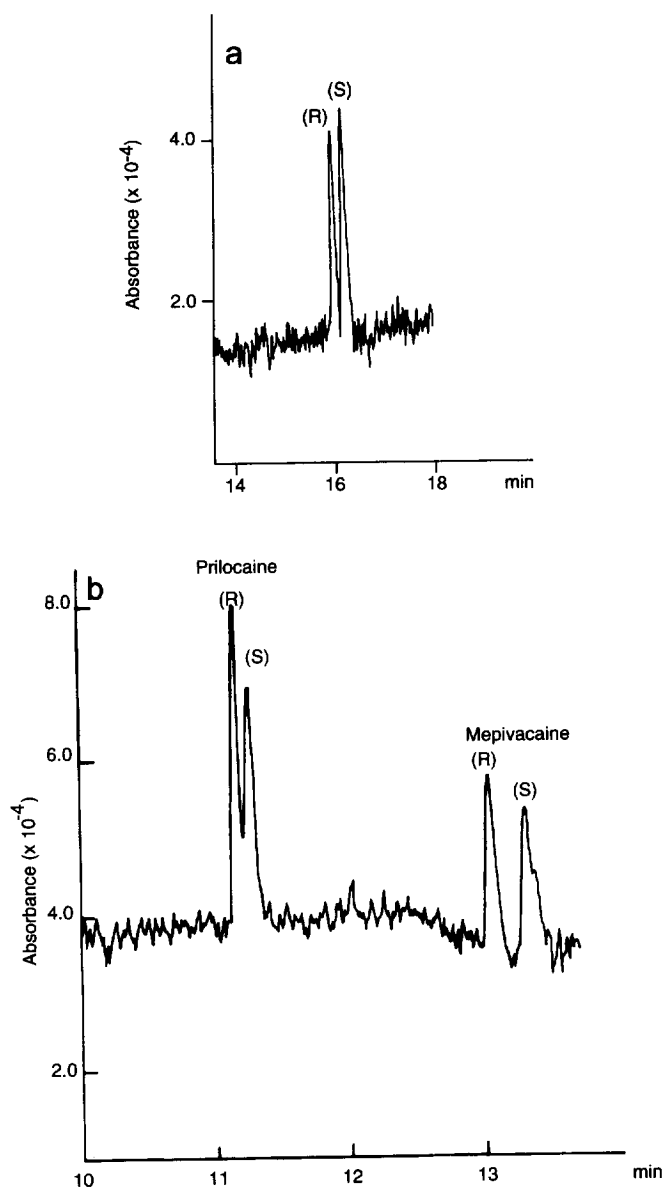 a
(S)
(R)
4.0
Absorbance (x 10-4)
2.0
14 16 18 min
b
Prilocaine
8.0
(R)
(S)
Mepivacaine
6.0
(R)
(S)
Absorbance (x 10-4)
4.0
2.0
10 11 12 13 min